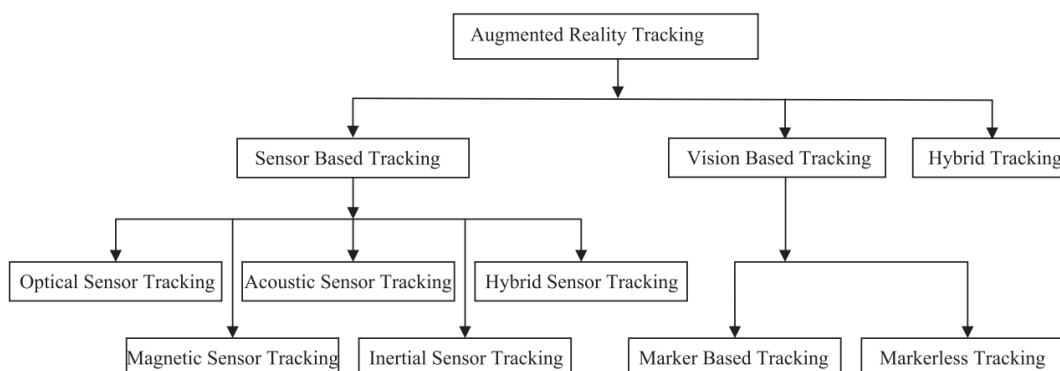 Augmented Reality Tracking
Sensor Based Tracking
Vision Based Tracking
Hybrid Tracking
Optical Sensor Tracking
Acoustic Sensor Tracking
Hybrid Sensor Tracking
Magnetic Sensor Tracking
Inertial Sensor Tracking
Marker Based Tracking
Markerless Tracking